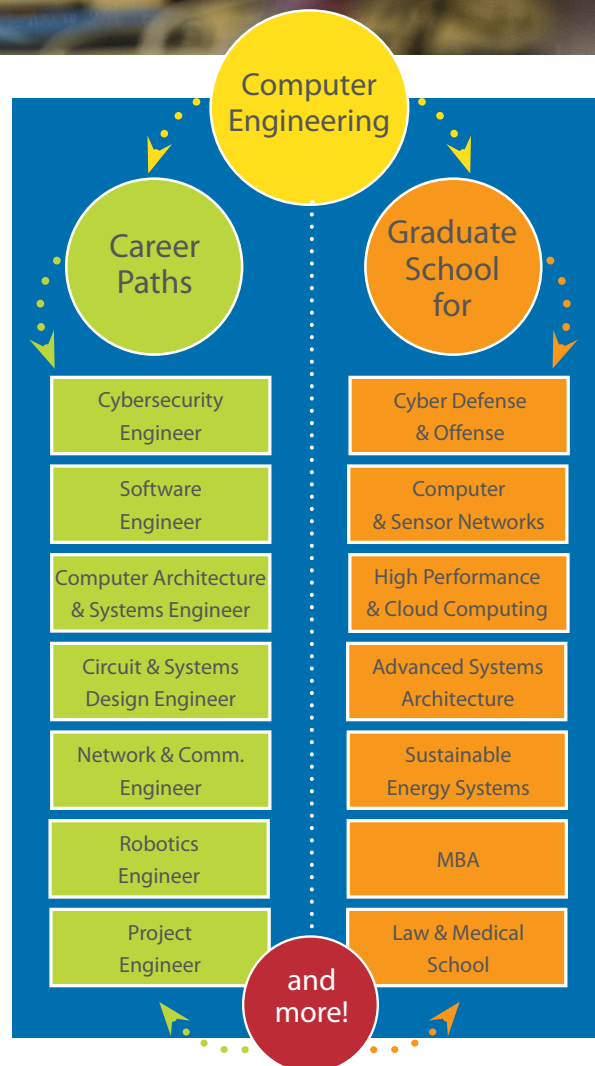 Computer
Engineering
Career
Paths
Cybersecurity
Engineer
Software
Engineer
Computer Architecture
& Systems Engineer
Circuit & Systems
Design Engineer
Network & Comm.
Engineer
Robotics
Engineer
Project
Engineer
Graduate
School
for
Cyber Defense
& Offense
Computer
& Sensor Networks
High Performance
& Cloud Computing
Advanced Systems
Architecture
Sustainable
Energy Systems
MBA
Law & Medical
School
and
more!